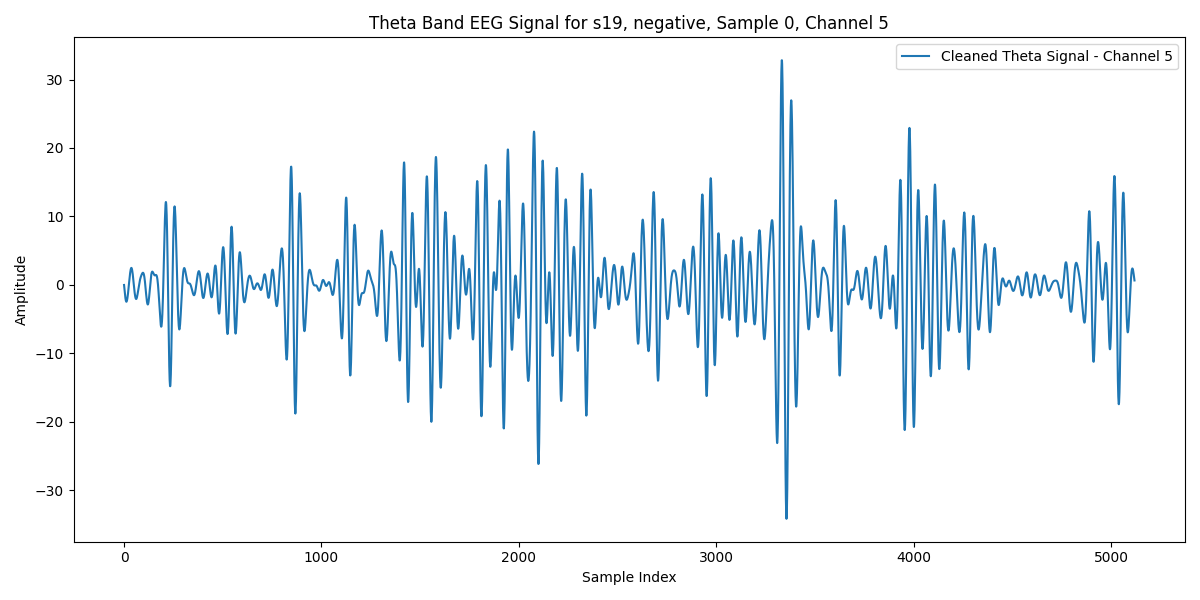 Theta Band EEG Signal for s19, negative, Sample 0, Channel 5
Cleaned Theta Signal - Channel 5
Amplitude
30
20
10
0
−10
−20
−30
0 1000 2000 3000 4000 5000
Sample Index